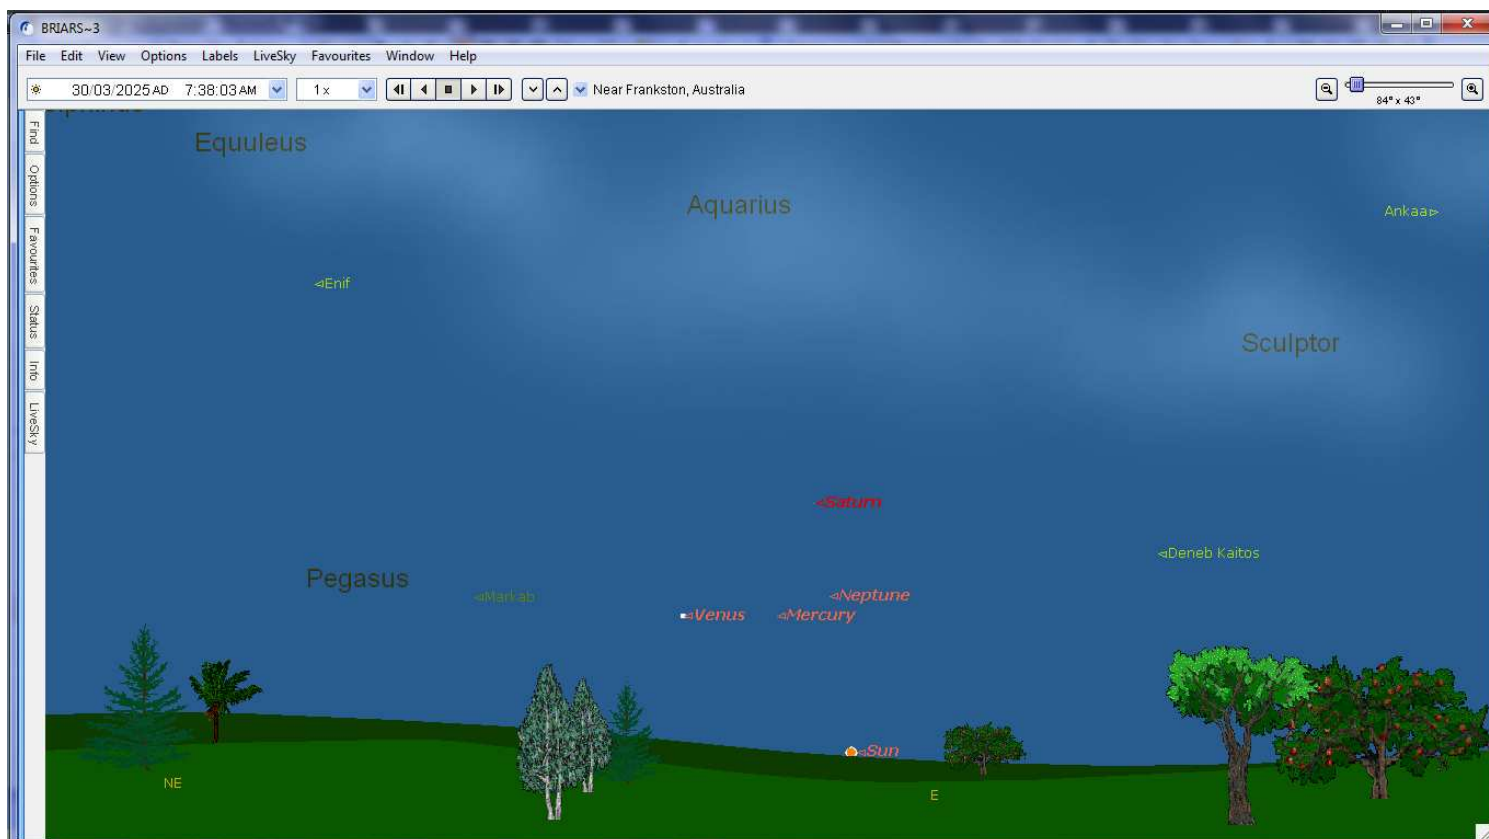 BRIARS~3
File Edit View Options Labels LiveSky Favourites Window Help
30/03/2025 AD 7:38:03 AM 1 x Near Frankston, Australia
84° x 43°
Find
Options
Favourites
Status
Info
LiveSky
Equuleus
Aquarius
Ankaa
Enif
Sculptor
Saturn
Deneb Kaitos
Pegasus
Markab
Neptune
Venus
Mercury
Sun
NE
E